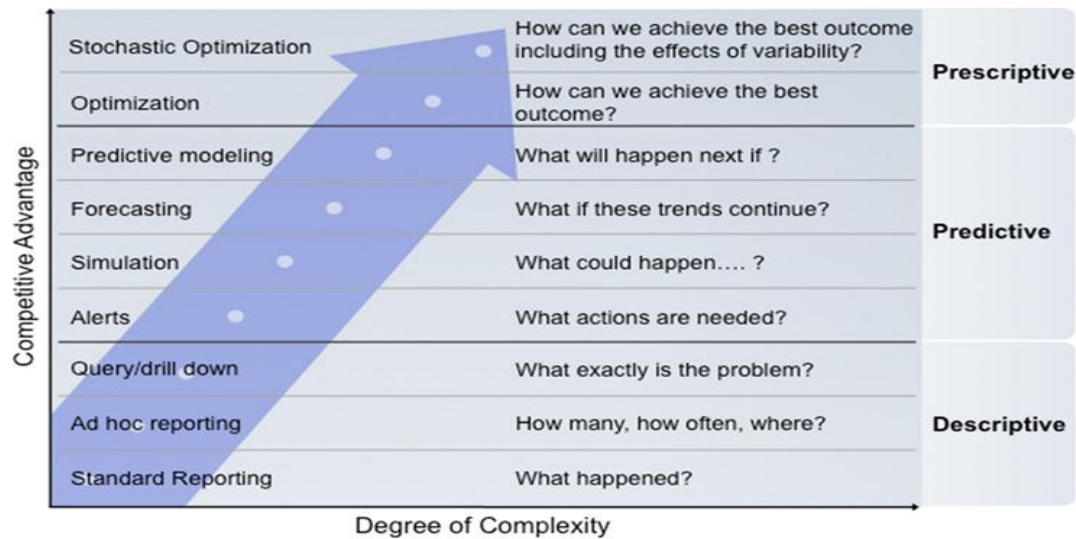 Competitive Advantage
Stochastic Optimization
How can we achieve the best outcome
including the effects of variability?
Prescriptive
Optimization
How can we achieve the best
outcome?
Predictive modeling
What will happen next if ?
Forecasting
What if these trends continue?
Predictive
Simulation
What could happen.... ?
Alerts
What actions are needed?
Query/drill down
What exactly is the problem?
Ad hoc reporting
How many, how often, where?
Descriptive
Standard Reporting
What happened?
Degree of Complexity